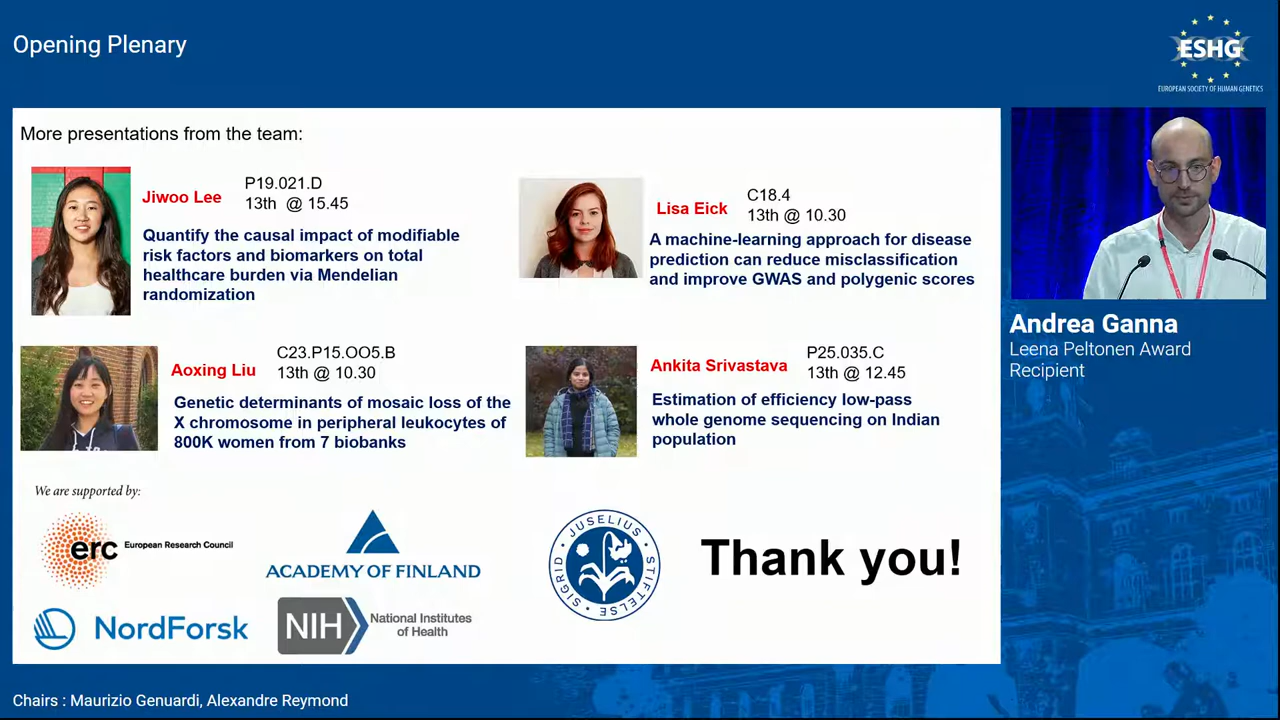 Opening Plenary
ESHG
EUROPEAN SOCIETY OF HUMAN GENETICS
More presentations from the team:
Jiwoo Lee
P19.021.D
13th @ 15.45
Quantify the causal impact of modifiable
risk factors and biomarkers on total
healthcare burden via Mendelian
randomization
Lisa Eick
C18.4
13th @ 10.30
A machine-learning approach for disease
prediction can reduce misclassification
and improve GWAS and polygenic scores
Aoxing Liu
C23.P15.OO5.B
13th @ 10.30
Genetic determinants of mosaic loss of the
X chromosome in peripheral leukocytes of
800K women from 7 biobanks
Ankita Srivastava
P25.035.C
13th @ 12.45
Estimation of efficiency low-pass
whole genome sequencing on Indian
population
We are supported by:
erc
European Research Council
ACADEMY OF FINLAND
SIGRID JUSELIUS STIFTELSE
Thank you!
NordForsk
NIH
National Institutes
of Health
Andrea Ganna
Leena Peltonen Award
Recipient
Chairs : Maurizio Genuardi, Alexandre Reymond